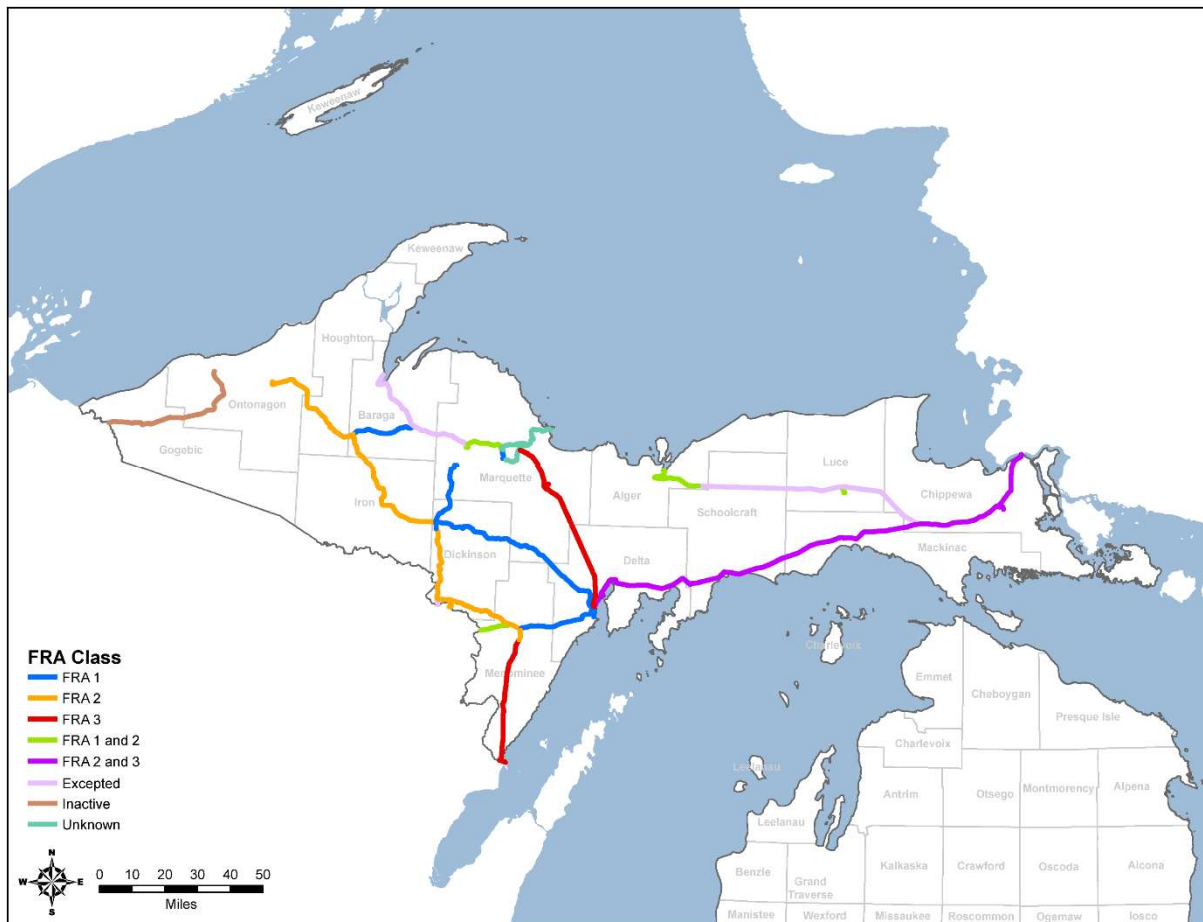 Keweenaw
Keweenaw
Houghton
Ontonagon
Baraga
Gogebic
Marquette
Alger
Luce
Schoolcraft
Chippewa
Iron
Dickinson
Delta
Mackinac
Menominee
Charlevoix
Emmet
Cheboygan
Presque Isle
Charlevoix
Leelanau
Antrim
Otsego
Montmorency
Alpena
Leelanau
Benzie
Grand
Traverse
Kalkaska
Crawford
Oscoda
Alcona
Manistee
Wexford
Missaukee
Roscommon
Ogemaw
Iosco
FRA Class
FRA 1
FRA 2
FRA 3
FRA 1 and 2
FRA 2 and 3
Excepted
Inactive
Unknown
N
W
E
S
0 10 20 30 40 50
Miles